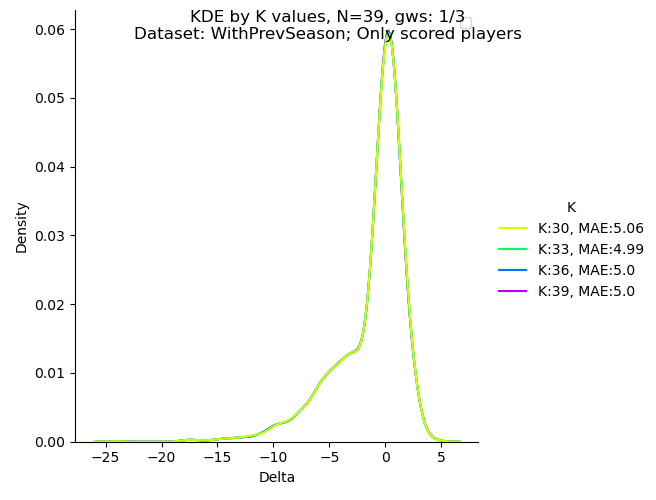 KDE by K values, N=39, gws: 1/3
Dataset: WithPrevSeason; Only scored players
0.06
0.05
0.04
0.03
0.02
0.01
0.00
Density
−25
−20
−15
−10
−5
0
5
Delta
K
K:30, MAE:5.06
K:33, MAE:4.99
K:36, MAE:5.0
K:39, MAE:5.0